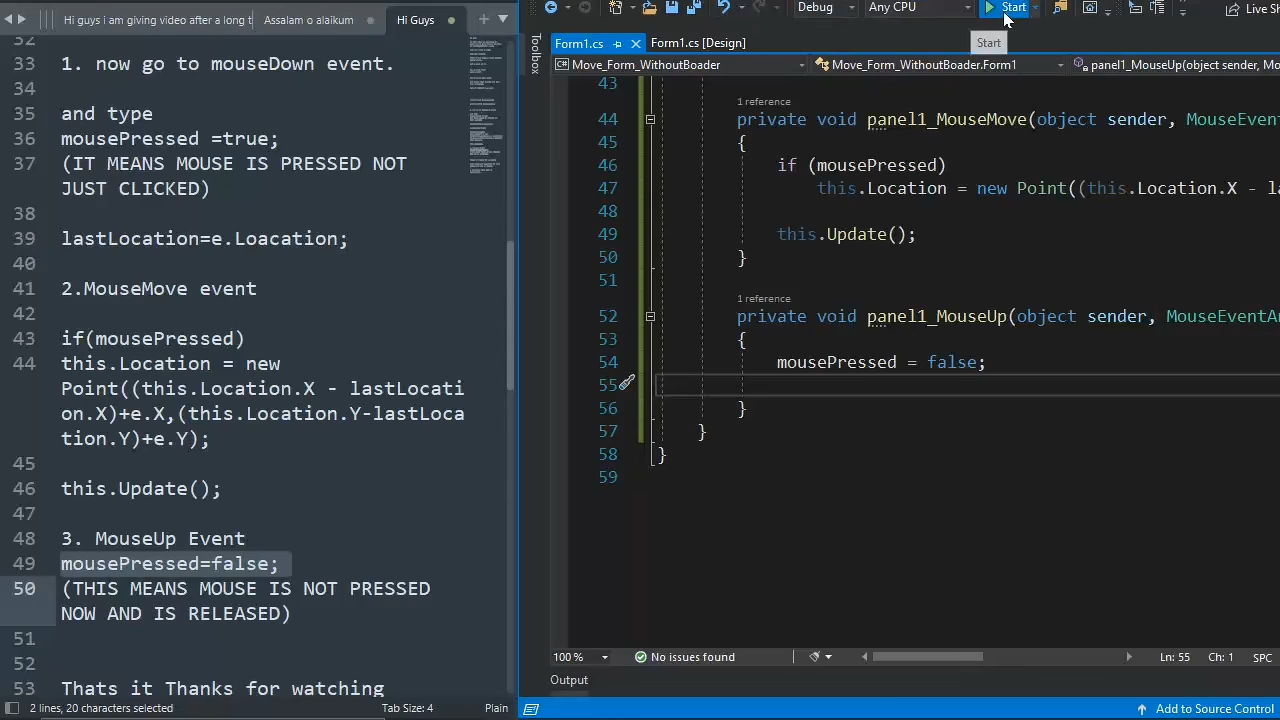 Hi guys i am giving video after a long t
Assalam o alaikum
Hi Guys
32
33 1. now go to mouseDown event.
34
35 and type
36 mousePressed =true;
37 (IT MEANS MOUSE IS PRESSED NOT
JUST CLICKED)
38
39 lastLocation=e.Loacation;
40
41 2.MouseMove event
42
43 if(mousePressed)
44 this.Location = new
Point((this.Location.X - lastLocati
on.X)+e.X,(this.Location.Y-lastLoca
tion.Y)+e.Y);
45
46 this.Update();
47
48 3. MouseUp Event
49 mousePressed=false;
50 (THIS MEANS MOUSE IS NOT PRESSED
NOW AND IS RELEASED)
51
52
53 Thats it Thanks for watching
2 lines, 20 characters selected
Tab Size: 4
Plain
Debug
Any CPU
Start
Live Sh
Start
Toolbox
Form1.cs
Form1.cs [Design]
Move_Form_WithoutBoader
Move_Form_WithoutBoader.Form1
panel1_MouseUp(object sender, Mo
43
1 reference
44 private void panel1_MouseMove(object sender, MouseEvent
45 {
46 if (mousePressed)
47 this.Location = new Point((this.Location.X - la
48
49 this.Update();
50 }
51
1 reference
52 private void panel1_MouseUp(object sender, MouseEventAr
53 {
54 mousePressed = false;
55
56 }
57 }
58 }
59
100 %
No issues found
Ln: 55
Ch: 1
SPC
Output
Add to Source Control